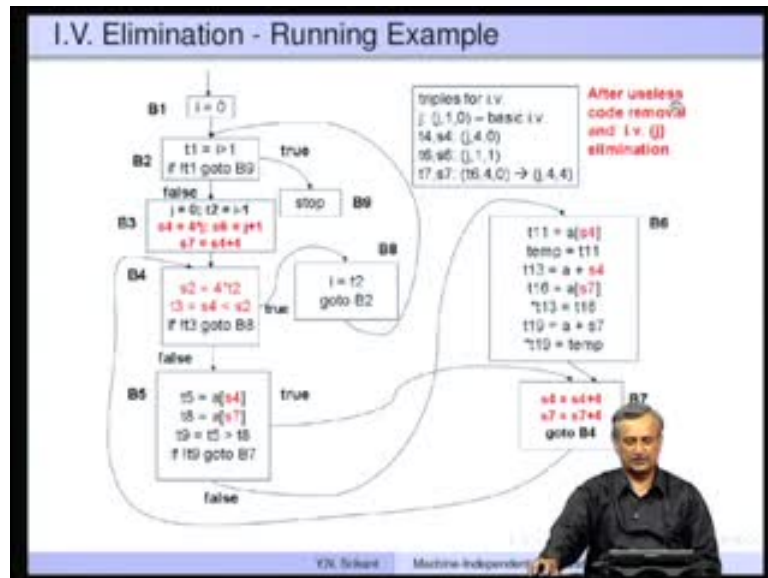 I.V. Elimination - Running Example
B1
i = 0
triples for i.v.
j: (j,1,0) – basic i.v.
t4,s4: (j,4,0)
t6,s6: (j,1,1)
t7,s7: (t6,4,0) → (j,4,4)
After useless
code removal
and i.v. (j)
elimination
B2
t1 = i>1
if !t1 goto B9
true
false
stop
B9
B3
j = 0; t2 = i-1
s4 = 4*j; s6 = j+1
s7 = s4+4
B4
s2 = 4*t2
t3 = s4 < s2
if !t3 goto B8
true
false
B8
i = t2
goto B2
B5
t5 = a[s4]
t8 = a[s7]
t9 = t5 > t8
if !t9 goto B7
true
false
B6
t11 = a[s4]
temp = t11
t13 = a + s4
t16 = a[s7]
*t13 = t16
t19 = a + s7
*t19 = temp
B7
s4 = s4+4
s7 = s7+4
goto B4
Y.N. Srikant
Machine-Independent